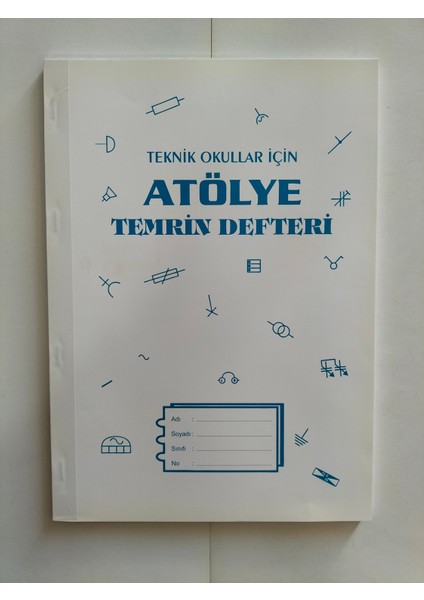 TEKNİK OKULLAR İÇİN
ATÖLYE
TEMRİN DEFTERİ
Adı :
Soyadı :
Sınıfı :
No :